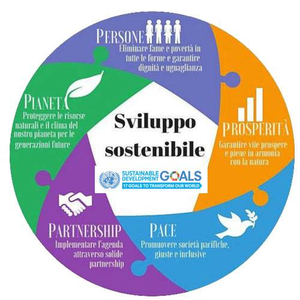 PERSONE
Eliminare fame e povertà in
tutte le forme e garantire
dignità e uguaglianza
PIANETA
Proteggere le risorse
naturali e il clima del
nostro pianeta per le
generazioni future
Sviluppo
sostenibile
SUSTAINABLE
DEVELOPMENT
GOALS
17 GOALS TO TRANSFORM OUR WORLD
PROSPERITÀ
Garantire vite prospere
e piene in armonia
con la natura
PARTNERSHIP
Implementare l'agenda
attraverso solide
partnership
PACE
Promuovere società pacifiche,
giuste e inclusive